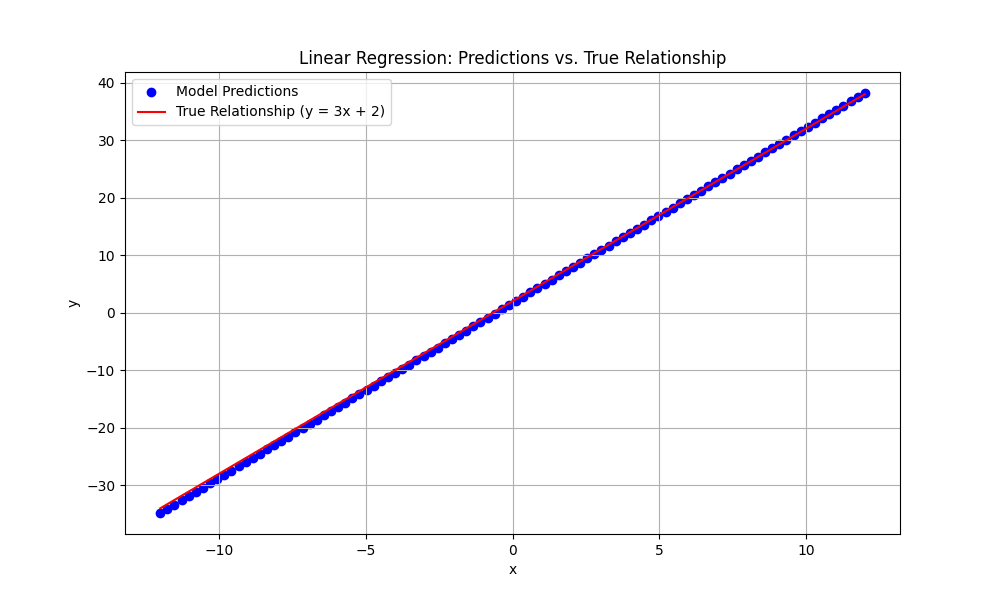 Linear Regression: Predictions vs. True Relationship
Model Predictions
True Relationship (y = 3x + 2)
40
30
20
10
0
−10
−20
−30
y
−10 −5 0 5 10
x